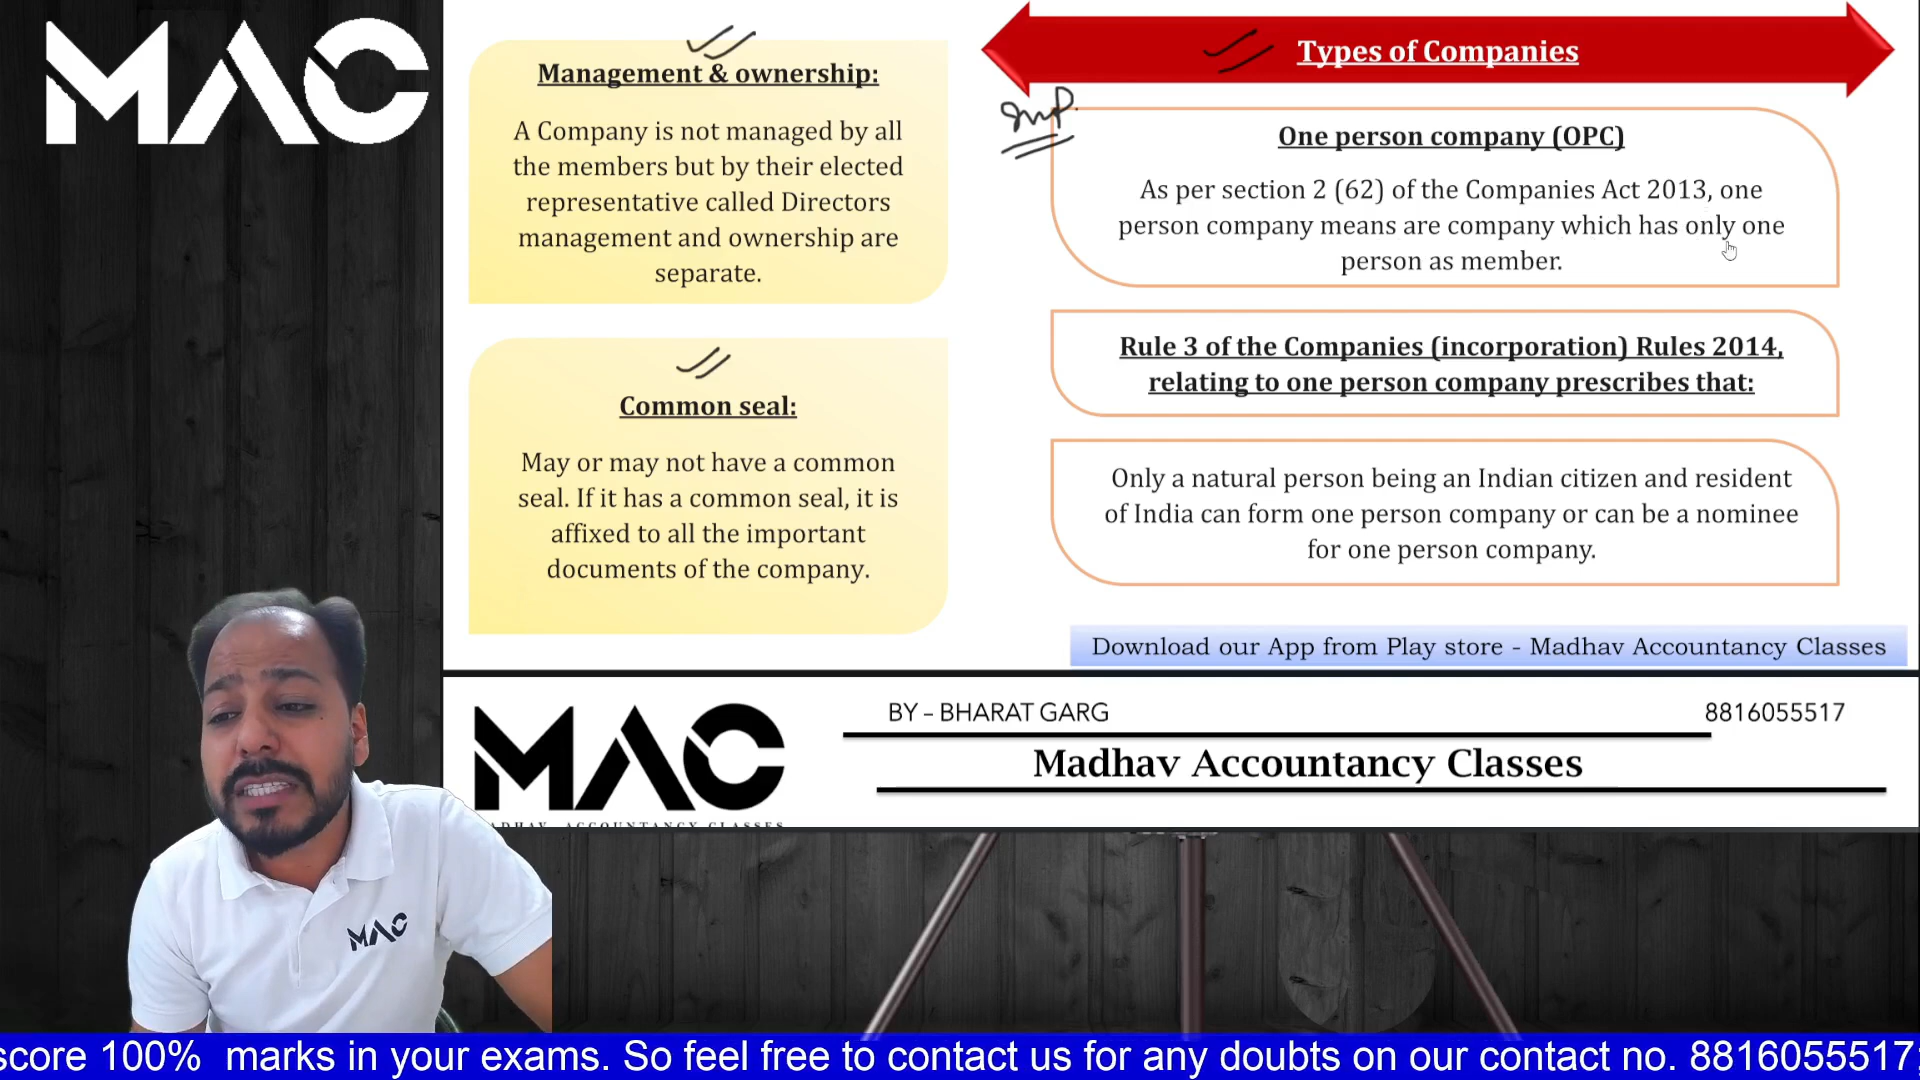 MAC
Management & ownership:
A Company is not managed by all
the members but by their elected
representative called Directors
management and ownership are
separate.
Common seal:
May or may not have a common
seal. If it has a common seal, it is
affixed to all the important
documents of the company.
Types of Companies
Imp.
One person company (OPC)
As per section 2 (62) of the Companies Act 2013, one
person company means are company which has only one
person as member.
Rule 3 of the Companies (incorporation) Rules 2014,
relating to one person company prescribes that:
Only a natural person being an Indian citizen and resident
of India can form one person company or can be a nominee
for one person company.
Download our App from Play store - Madhav Accountancy Classes
MAC
BY – BHARAT GARG
8816055517
Madhav Accountancy Classes
MAC
score 100% marks in your exams. So feel free to contact us for any doubts on our contact no. 8816055517;